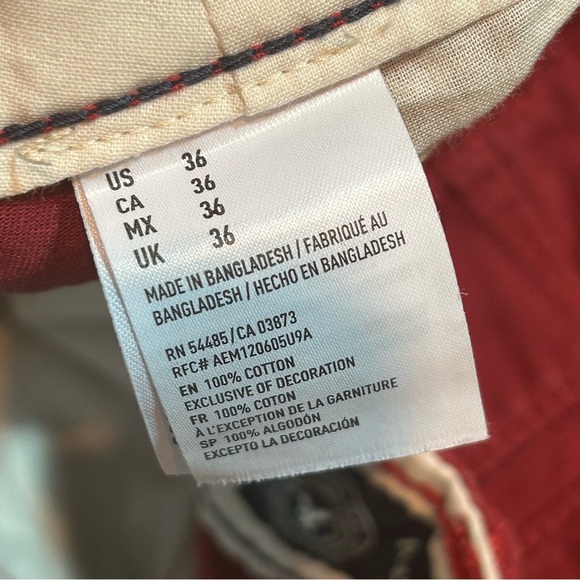 US 36
CA 36
MX 36
UK 36
MADE IN BANGLADESH / FABRIQUÉ AU
BANGLADESH / HECHO EN BANGLADESH
RN 54485 / CA 03873
RFC# AEM120605U9A
EN 100% COTTON
EXCLUSIVE OF DECORATION
FR 100% COTON
À L'EXCEPTION DE LA GARNITURE
SP 100% ALGODÓN
EXCEPTO LA DECORACIÓN